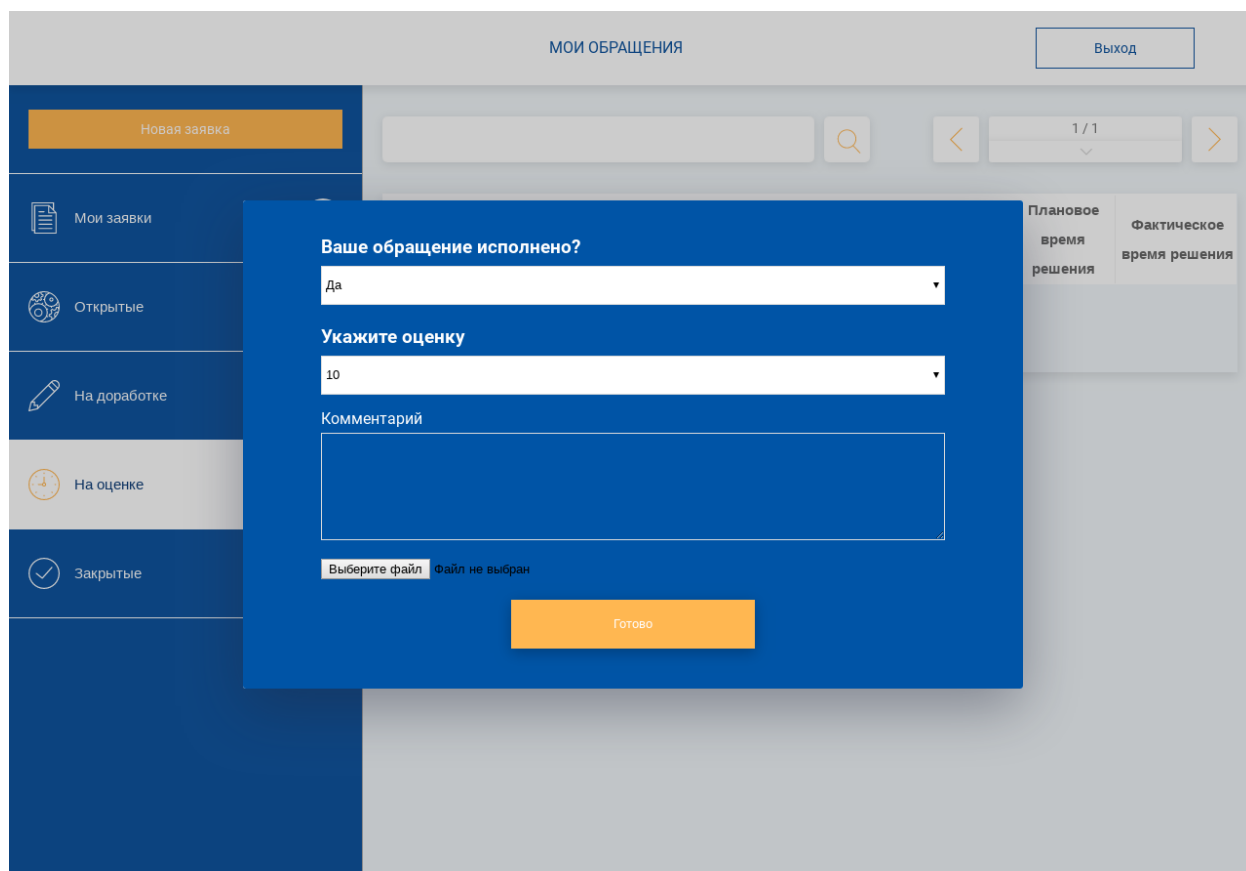 МОИ ОБРАЩЕНИЯ
Выход
Новая заявка
1 / 1
Мои заявки
Открытые
На доработке
На оценке
Закрытые
Плановое
время
решения
Фактическое
время решения
Ваше обращение исполнено?
Да
Укажите оценку
10
Комментарий
Выберите файл Файл не выбран
Готово